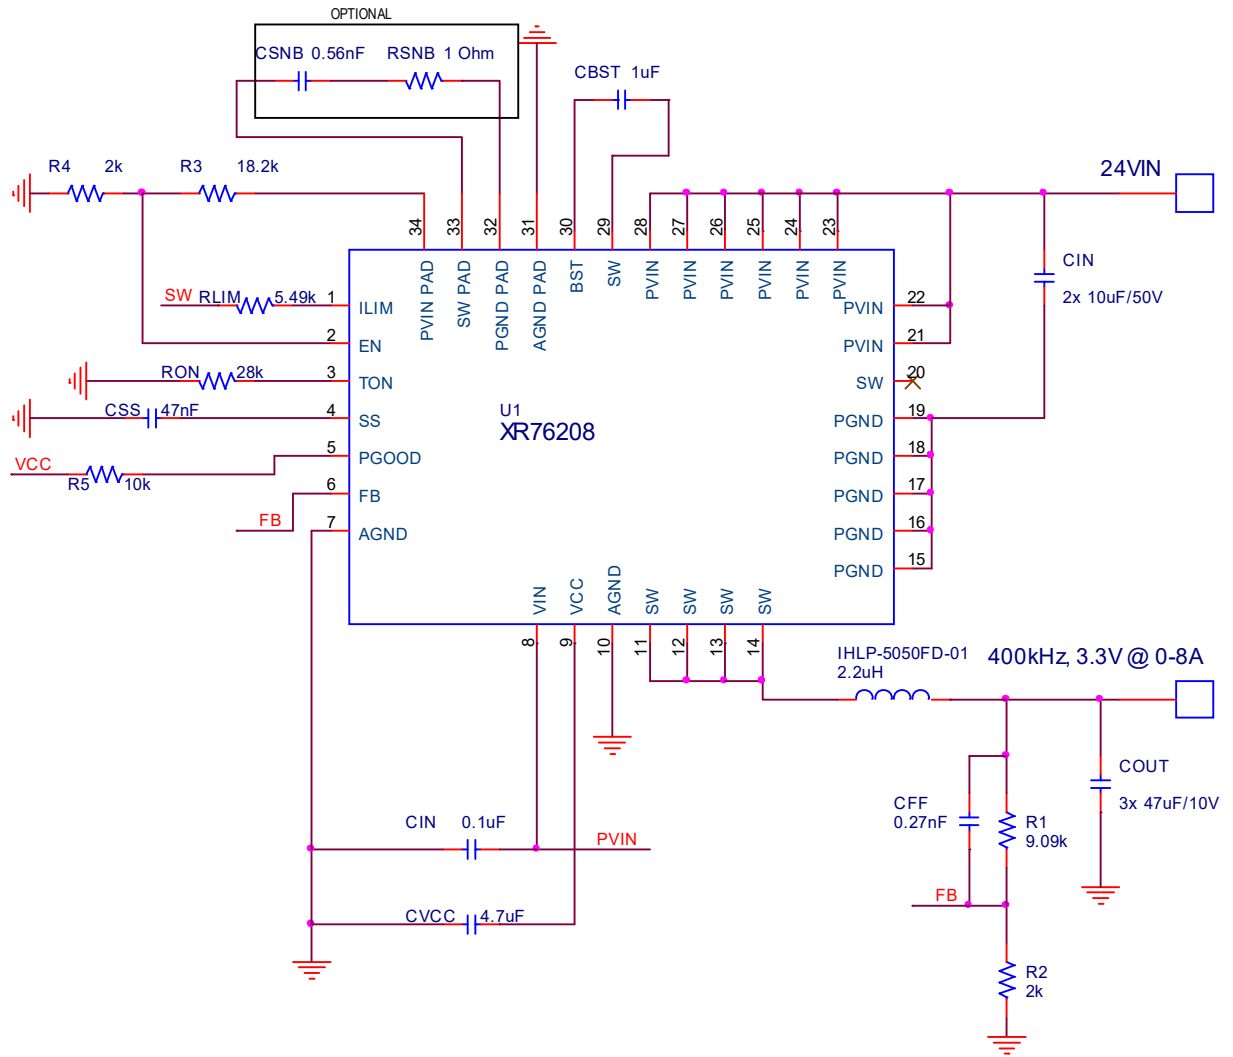 OPTIONAL
CSNB 0.56nF RSNB 1 Ohm
CBST 1uF
R4 2k R3 18.2k
24VIN
34 33 32 31 30 29 28 27 26 25 24 23
PVIN PAD
SW PAD
PGND PAD
AGND PAD
BST
SW
PVIN
PVIN
PVIN
PVIN
PVIN
PVIN
CIN
2x 10uF/50V
SW RLIM 5.49k 1 ILIM
2 EN
RON 28k 3 TON
CSS 47nF 4 SS
VCC R5 10k 5 PGOOD
FB 6 FB
7 AGND
U1
XR76208
PVIN 22
PVIN 21
SW 20
PGND 19
PGND 18
PGND 17
PGND 16
PGND 15
VIN
VCC
AGND
SW
SW
SW
SW
8 9 10 11 12 13 14
IHLP-5050FD-01
2.2uH
400kHz, 3.3V @ 0-8A
COUT
3x 47uF/10V
CFF
0.27nF
R1
9.09k
CIN 0.1uF
PVIN
FB
CVCC 4.7uF
R2
2k